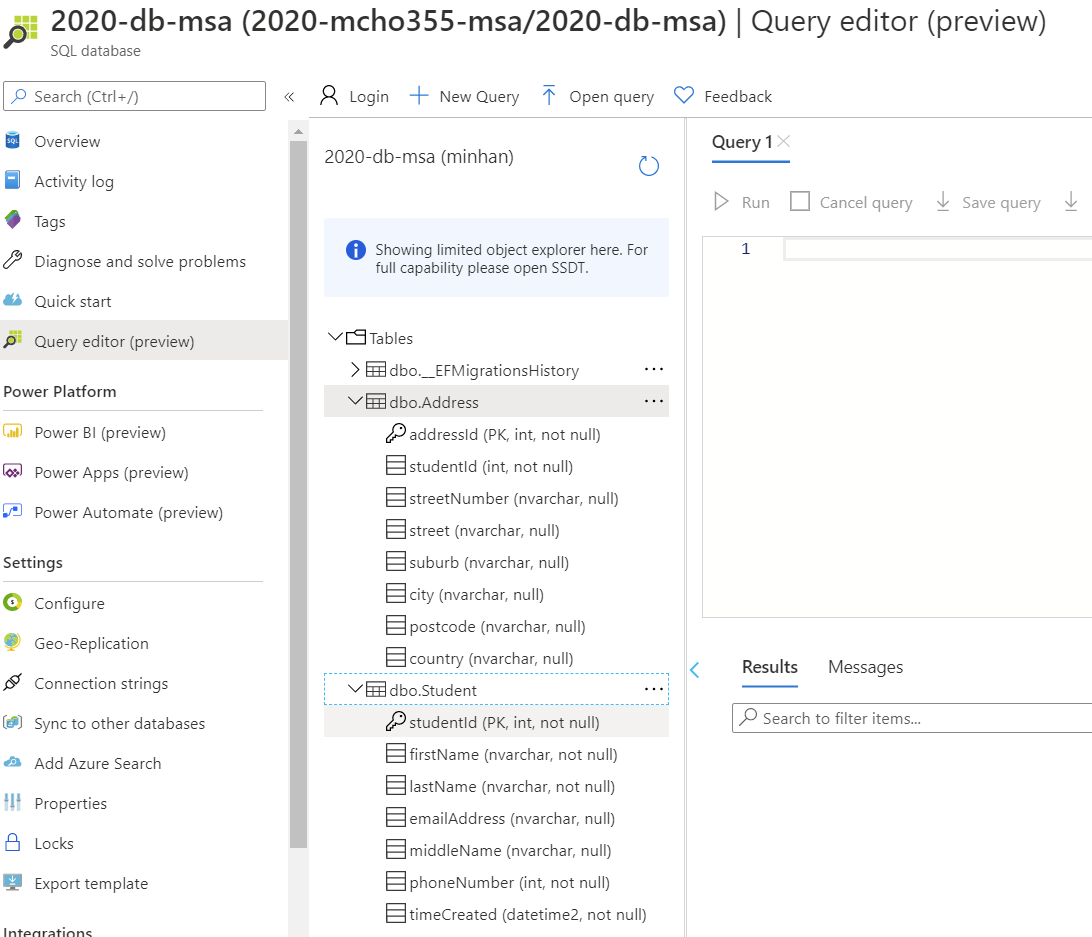 2020-db-msa (2020-mcho355-msa/2020-db-msa) | Query editor (preview)
SQL database
Search (Ctrl+/)
«
Overview
Activity log
Tags
Diagnose and solve problems
Quick start
Query editor (preview)
Power Platform
Power BI (preview)
Power Apps (preview)
Power Automate (preview)
Settings
Configure
Geo-Replication
Connection strings
Sync to other databases
Add Azure Search
Properties
Locks
Export template
Integrations
Login
New Query
Open query
Feedback
2020-db-msa (minhan)
Showing limited object explorer here. For
full capability please open SSDT.
Tables
dbo.__EFMigrationsHistory ...
dbo.Address ...
addressId (PK, int, not null)
studentId (int, not null)
streetNumber (nvarchar, null)
street (nvarchar, null)
suburb (nvarchar, null)
city (nvarchar, null)
postcode (nvarchar, null)
country (nvarchar, null)
dbo.Student ...
studentId (PK, int, not null)
firstName (nvarchar, not null)
lastName (nvarchar, not null)
emailAddress (nvarchar, null)
middleName (nvarchar, null)
phoneNumber (int, not null)
timeCreated (datetime2, not null)
Query 1
Run
Cancel query
Save query
1
Results
Messages
Search to filter items...